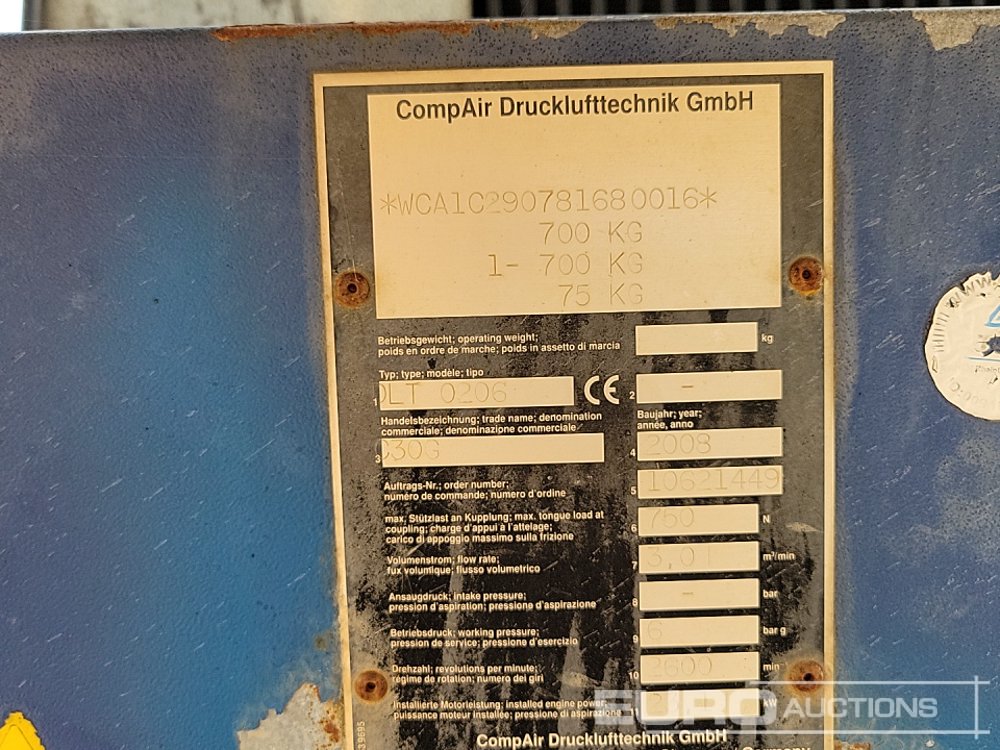 CompAir Drucklufttechnik GmbH
*WCA1C290781680016*
700 KG
1- 700 KG
75 KG
Betriebsgewicht; operating weight;
poids en ordre de marche; poids in assetto di marcia
kg
Typ; type; modèle; tipo
1 DLT 0206 CE 2 -
Handelsbezeichnung; trade name; denomination
commerciale; denominazione commerciale
Baujahr; year;
année, anno
3 C30G 4 2008
Auftrags-Nr.; order number;
numéro de commande; numero d'ordine
5 10621449
max. Stützlast an Kupplung; max. tongue load at
coupling; charge d'appui à l'attelage;
carico di appoggio massimo sulla frizione
6 750 N
Volumenstrom; flow rate;
fux volumique; flusso volumetrico
7 3,0 m³/min
Ansaugdruck; intake pressure;
pression d'aspiration; pressione d'aspirazione
8 - bar
Betriebsdruck; working pressure;
pression de service; pressione d'esercizio
9 6 bar g
Drehzahl; revolutions per minute;
régime de rotation; numero dei giri
10 2600 min
Installierte Motorleistung; installed engine power;
puissance moteur installée; pressione di aspirazione
11 kW
CompAir Drucklufttechnik GmbH
Germany
EURO AUCTIONS